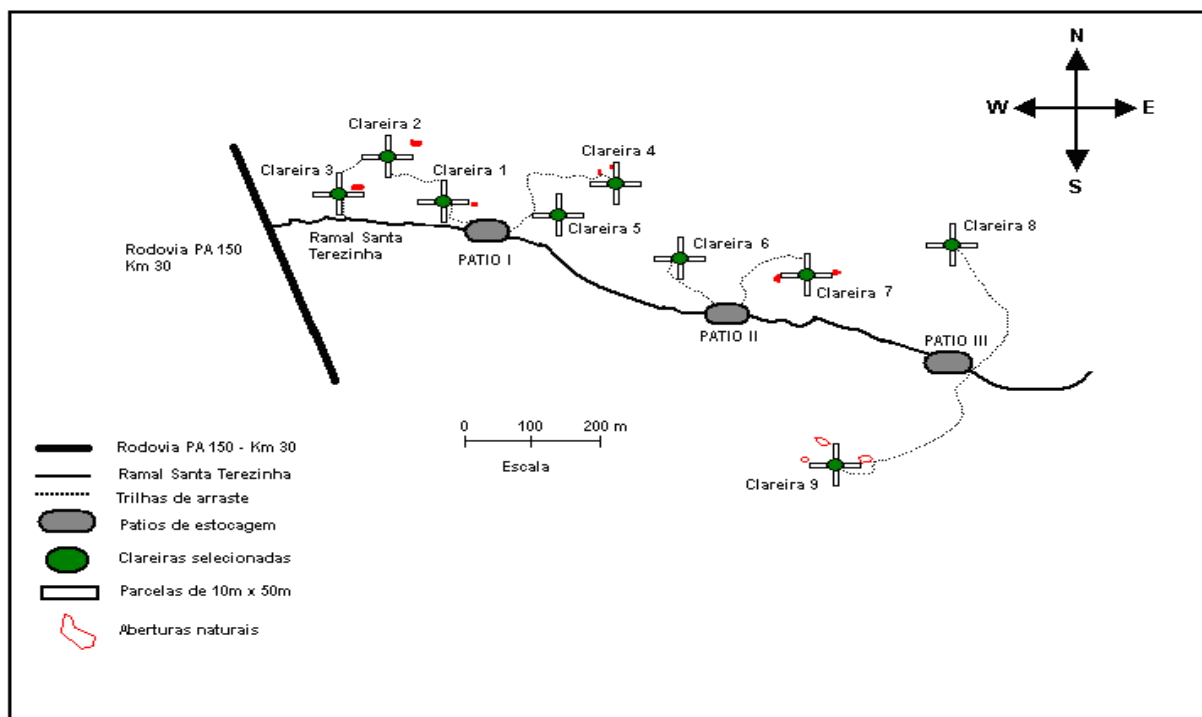 N
W
E
S
Clareira 2
Clareira 3
Clareira 1
Clareira 4
Clareira 5
Clareira 6
Clareira 7
Clareira 8
Rodovia PA 150
Km 30
Ramal Santa
Terezinha
PATIO I
PATIO II
PATIO III
0 100 200 m
Escala
Clareira 9
Rodovia PA 150 - Km 30
Ramal Santa Terezinha
Trilhas de arraste
Patios de estocagem
Clareiras selecionadas
Parcelas de 10m x 50m
Aberturas naturais